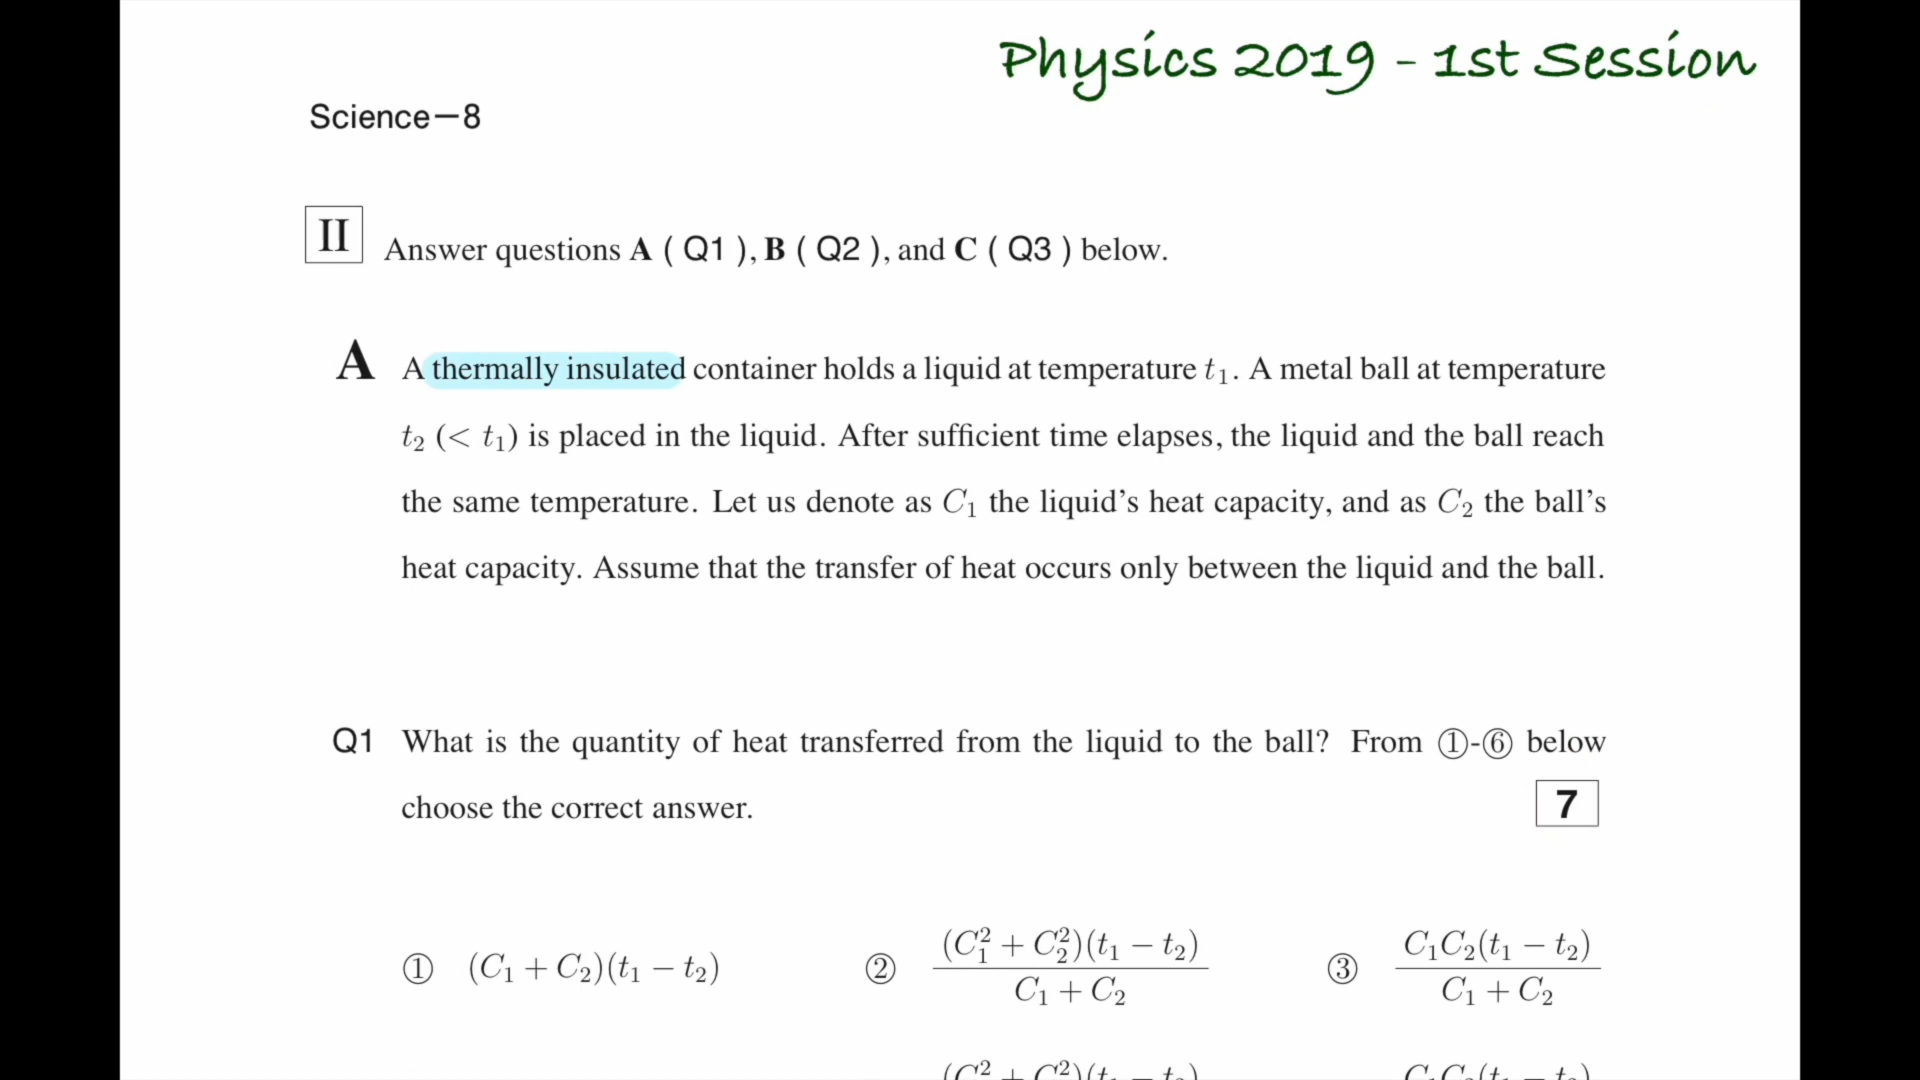 Physics 2019 - 1st Session
Science－8
II Answer questions A ( Q1 ), B ( Q2 ), and C ( Q3 ) below.
A A thermally insulated container holds a liquid at temperature t₁. A metal ball at temperature
t₂ (< t₁) is placed in the liquid. After sufficient time elapses, the liquid and the ball reach
the same temperature. Let us denote as C₁ the liquid’s heat capacity, and as C₂ the ball’s
heat capacity. Assume that the transfer of heat occurs only between the liquid and the ball.
Q1 What is the quantity of heat transferred from the liquid to the ball? From ①-⑥ below
choose the correct answer. 7
① (C₁ + C₂)(t₁ − t₂) ② (C₁² + C₂²)(t₁ − t₂) / (C₁ + C₂) ③ C₁C₂(t₁ − t₂) / (C₁ + C₂)